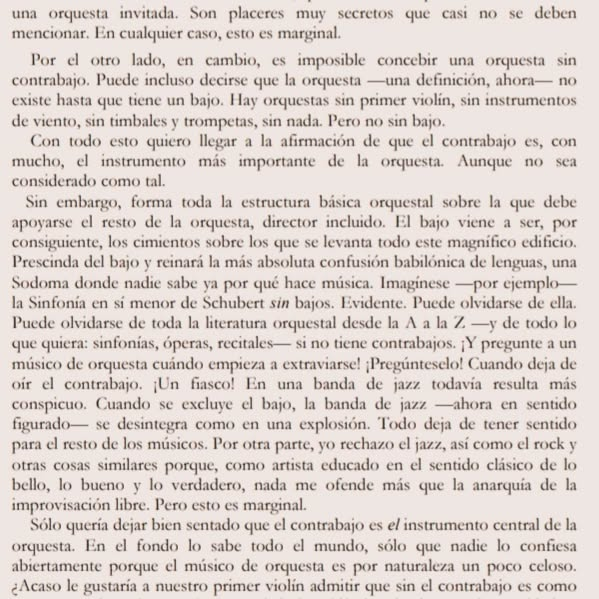 una orquesta invitada. Son placeres muy secretos que casi no se deben
mencionar. En cualquier caso, esto es marginal.
Por el otro lado, en cambio, es imposible concebir una orquesta sin
contrabajo. Puede incluso decirse que la orquesta —una definición, ahora— no
existe hasta que tiene un bajo. Hay orquestas sin primer violín, sin instrumentos
de viento, sin timbales y trompetas, sin nada. Pero no sin bajo.
Con todo esto quiero llegar a la afirmación de que el contrabajo es, con
mucho, el instrumento más importante de la orquesta. Aunque no sea
considerado como tal.
Sin embargo, forma toda la estructura básica orquestal sobre la que debe
apoyarse el resto de la orquesta, director incluido. El bajo viene a ser, por
consiguiente, los cimientos sobre los que se levanta todo este magnífico edificio.
Prescinda del bajo y reinará la más absoluta confusión babilónica de lenguas, una
Sodoma donde nadie sabe ya por qué hace música. Imagínese —por ejemplo—
la Sinfonía en sí menor de Schubert sin bajos. Evidente. Puede olvidarse de ella.
Puede olvidarse de toda la literatura orquestal desde la A a la Z —y de todo lo
que quiera: sinfonías, óperas, recitales— si no tiene contrabajos. ¡Y pregunte a un
músico de orquesta cuándo empieza a extraviarse! ¡Pregúnteselo! Cuando deja de
oír el contrabajo. ¡Un fiasco! En una banda de jazz todavía resulta más
conspicuo. Cuando se excluye el bajo, la banda de jazz —ahora en sentido
figurado— se desintegra como en una explosión. Todo deja de tener sentido
para el resto de los músicos. Por otra parte, yo rechazo el jazz, así como el rock y
otras cosas similares porque, como artista educado en el sentido clásico de lo
bello, lo bueno y lo verdadero, nada me ofende más que la anarquía de la
improvisación libre. Pero esto es marginal.
Sólo quería dejar bien sentado que el contrabajo es el instrumento central de la
orquesta. En el fondo lo sabe todo el mundo, sólo que nadie lo confiesa
abiertamente porque el músico de orquesta es por naturaleza un poco celoso.
¿Acaso le gustaría a nuestro primer violín admitir que sin el contrabajo es como